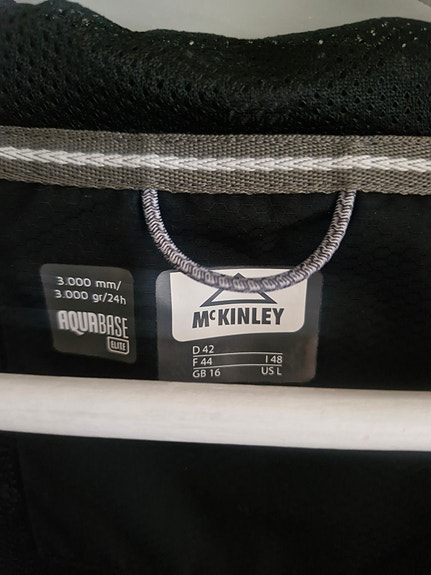 3.000 mm/
3.000 gr/24h
AQUABASE
ELITE
McKINLEY
D 42
F 44 I 48
GB 16 US L